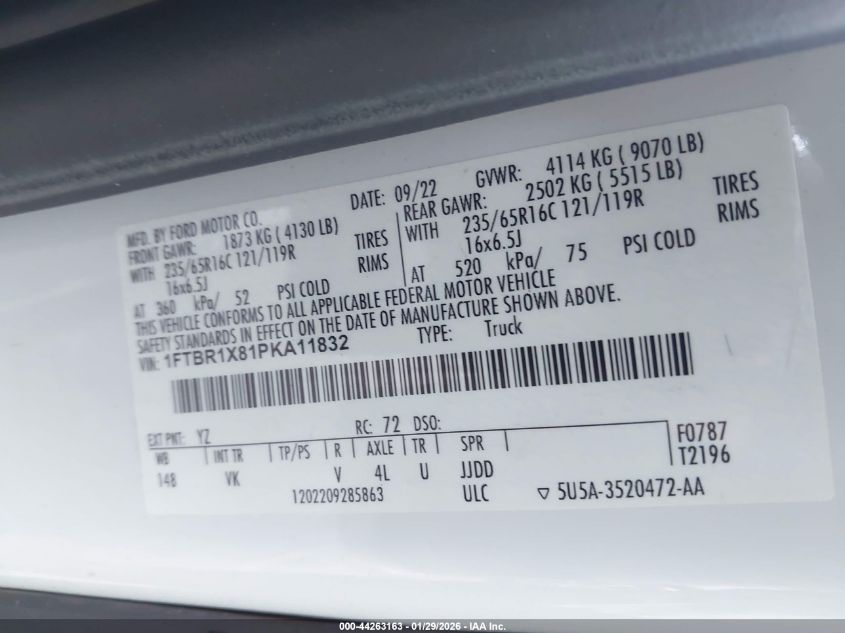 MFD. BY FORD MOTOR CO. DATE: 09/22 GVWR: 4114 KG ( 9070 LB)
FRONT GAWR: 1873 KG ( 4130 LB) REAR GAWR: 2502 KG ( 5515 LB)
WITH 235/65R16C 121/119R TIRES WITH 235/65R16C 121/119R TIRES
16x6.5J RIMS 16x6.5J RIMS
AT 360 kPa/ 52 PSI COLD AT 520 kPa/ 75 PSI COLD
THIS VEHICLE CONFORMS TO ALL APPLICABLE FEDERAL MOTOR VEHICLE
SAFETY STANDARDS IN EFFECT ON THE DATE OF MANUFACTURE SHOWN ABOVE.
VIN: 1FTBR1X81PKA11832 TYPE: Truck
EXT PNT: YZ RC: 72 DSO:
WB INT TR TP/PS R AXLE TR SPR F0787
148 VK V 4L U JJDD T2196
1202209285863 ULC ▽ 5U5A-3520472-AA
000-44263163 - 01/29/2026 - IAA Inc.